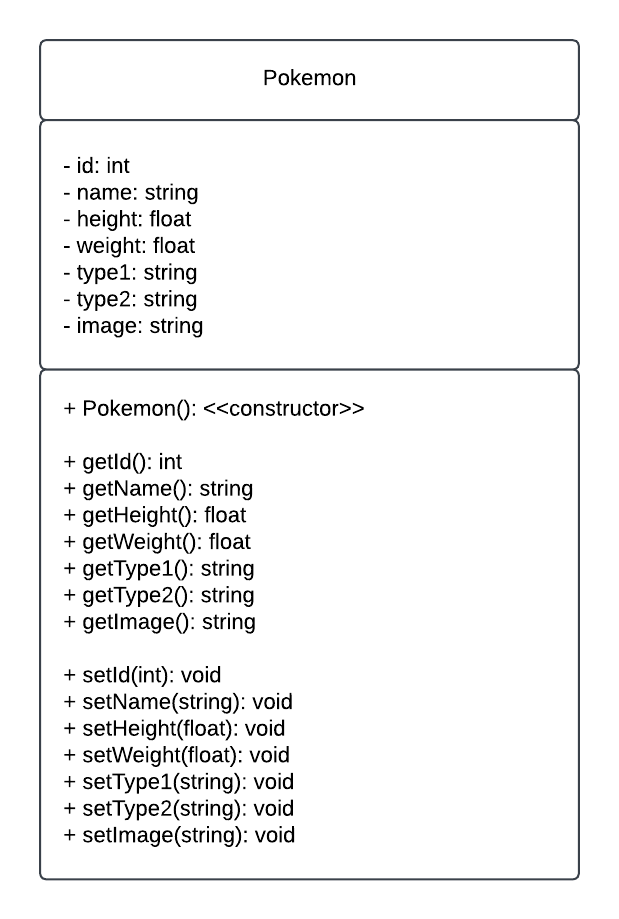 Pokemon
- id: int
- name: string
- height: float
- weight: float
- type1: string
- type2: string
- image: string
+ Pokemon(): <<constructor>>
+ getId(): int
+ getName(): string
+ getHeight(): float
+ getWeight(): float
+ getType1(): string
+ getType2(): string
+ getImage(): string
+ setId(int): void
+ setName(string): void
+ setHeight(float): void
+ setWeight(float): void
+ setType1(string): void
+ setType2(string): void
+ setImage(string): void